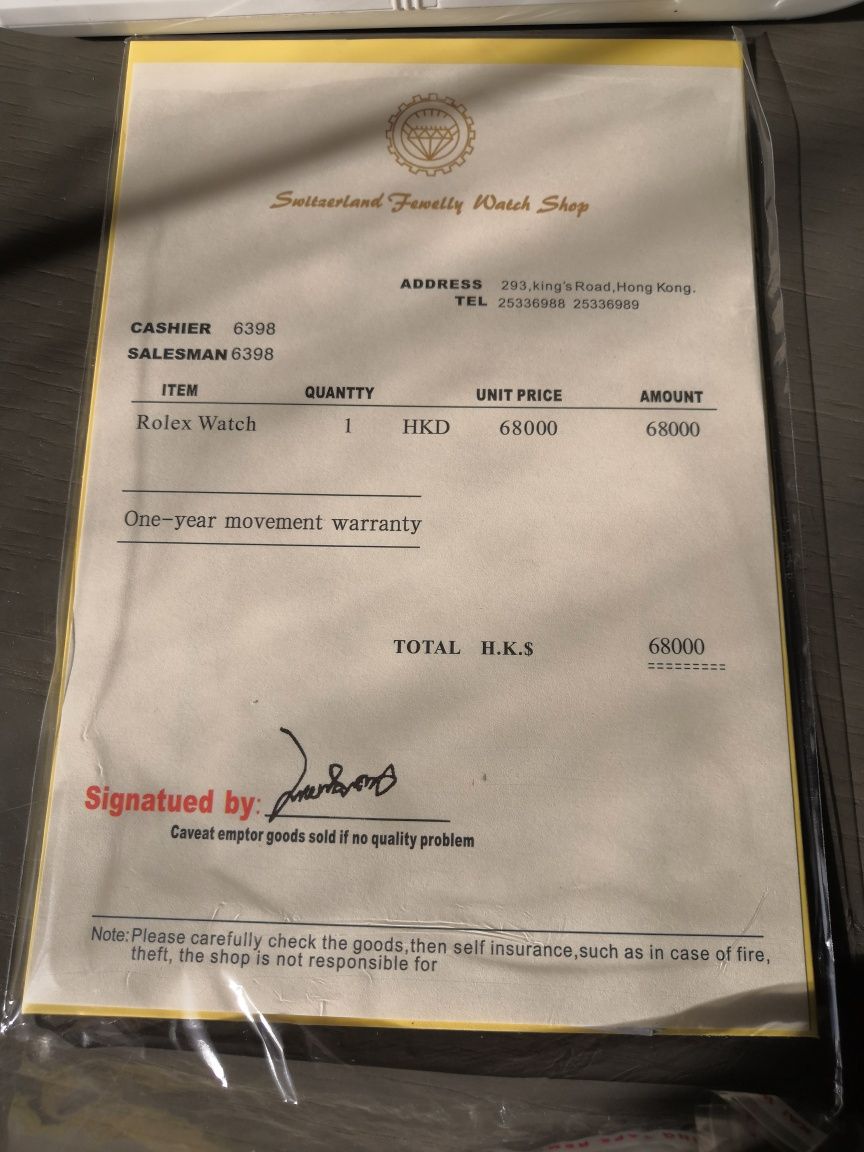 Switzerland Fewelly Watch Shop
ADDRESS 293,king's Road,Hong Kong.
TEL 25336988 25336989
CASHIER 6398
SALESMAN 6398
ITEM QUANTTY UNIT PRICE AMOUNT
Rolex Watch 1 HKD 68000 68000
One-year movement warranty
TOTAL H.K.$ 68000
=========
Signatued by:
Caveat emptor goods sold if no quality problem
Note:Please carefully check the goods,then self insurance,such as in case of fire,
theft, the shop is not responsible for